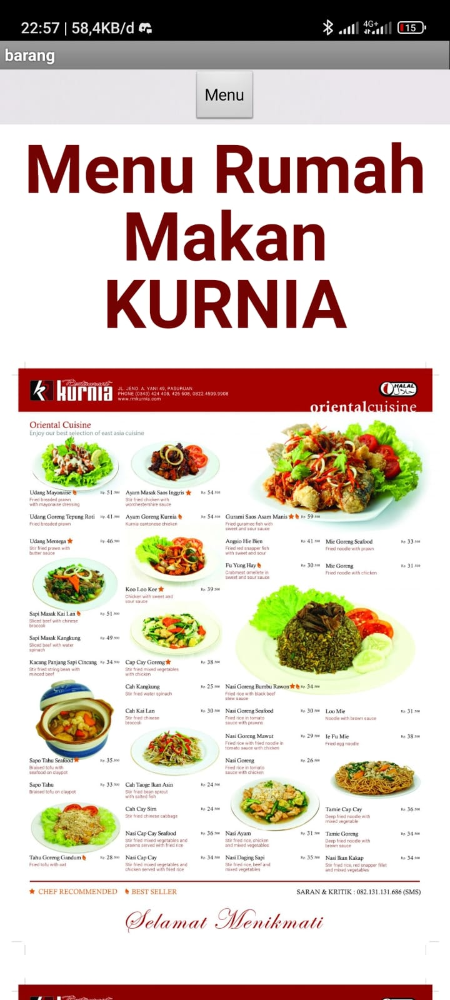 22:57 | 58,4KB/d
4G+
15
barang
Menu
Menu Rumah
Makan
KURNIA
Restaurant
kurnia
JL. JEND. A. YANI 49, PASURUAN
PHONE (0343) 424 408, 426 608, 0822.4599.9908
www.rmkurnia.com
HALAL
حلال
orientalcuisine
Oriental Cuisine
Enjoy our best selection of east asia cuisine
Udang Mayonaise Rp. 51.500
Fried breaded prawn
with mayonaise dressing
Udang Goreng Tepung Roti Rp. 41.500
Fried breaded prawn
Udang Mentega Rp. 46.500
Stir fried prawn with
butter sauce
Sapi Masak Kai Lan Rp. 51.500
Sliced beef with chinese
broccoli
Sapi Masak Kangkung Rp. 49.500
Sliced beef with water
spinach
Kacang Panjang Sapi Cincang Rp. 34.500
Stir fried string bean with
minced beef
Sapo Tahu Seafood Rp. 35.500
Braised tofu with
seafood on claypot
Sapo Tahu Rp. 33.500
Braised tofu on claypot
Tahu Goreng Gandum Rp. 28.500
Fried tofu with oat
Ayam Masak Saos Inggris Rp. 54.500
Stir fried chicken with
worchestershire sauce
Ayam Goreng Kurnia Rp. 54.500
Kurnia cantonese chicken
Koo Loo Kee Rp. 39.500
Chicken with sweet and
sour sauce
Cap Cay Goreng Rp. 38.500
Stir fried mixed vegetables
with chicken
Cah Kangkung Rp. 25.500
Stir fried water spinach
Cah Kai Lan Rp. 30.500
Stir fried chinese
broccoli
Cah Taoge Ikan Asin Rp. 24.500
Stir fried bean sprout
with salted fish
Cah Cay Sim Rp. 24.500
Stir fried chinese cabbage
Nasi Cap Cay Seafood Rp. 36.500
Stir fried mixed vegetables and
prawns served with fried rice
Nasi Cap Cay Rp. 34.500
Stir fried mixed vegetables and
chicken served with fried rice
Gurami Saos Asam Manis Rp. 59.500
Fried gurame fish with
sweet and sour sauce
Angsio Hie Bien Rp. 41.500
Fried red snapper fish
with sweet and sour
Fu Yung Hay Rp. 30.500
Crabmeat omellete in
sweet and sour sauce
Mie Goreng Seafood Rp. 33.500
Fried noodle with prawn
Mie Goreng Rp. 31.500
Fried noodle with chicken
Nasi Goreng Bumbu Rawon Rp. 34.500
Fried rice with black beef
stew sauce
Nasi Goreng Seafood Rp. 30.500
Fried rice in tomato
sauce with prawns
Nasi Goreng Mawut Rp. 29.500
Fried rice with fried noodle in
tomato sauce with chicken
Nasi Goreng Rp. 26.500
Fried rice in tomato
sauce with chicken
Nasi Ayam Rp. 31.500
Stir fried rice, chicken
and mixed vegetables
Nasi Daging Sapi Rp. 35.500
Stir fried rice, beef and
mixed vegetables
Loo Mie Rp. 31.500
Noodle with brown sauce
Ie Fu Mie Rp. 38.500
Fried egg noodle
Tamie Cap Cay Rp. 36.500
Deep fried noodle with
mixed vegetable
Tamie Goreng Rp. 34.500
Deep fried noodle with
brown sauce
Nasi Ikan Kakap Rp. 34.500
Stir fried rice, red snapper fillet
and mixed vegetables
CHEF RECOMMENDED BEST SELLER
SARAN & KRITIK : 082.131.131.686 (SMS)
Selamat Menikmati